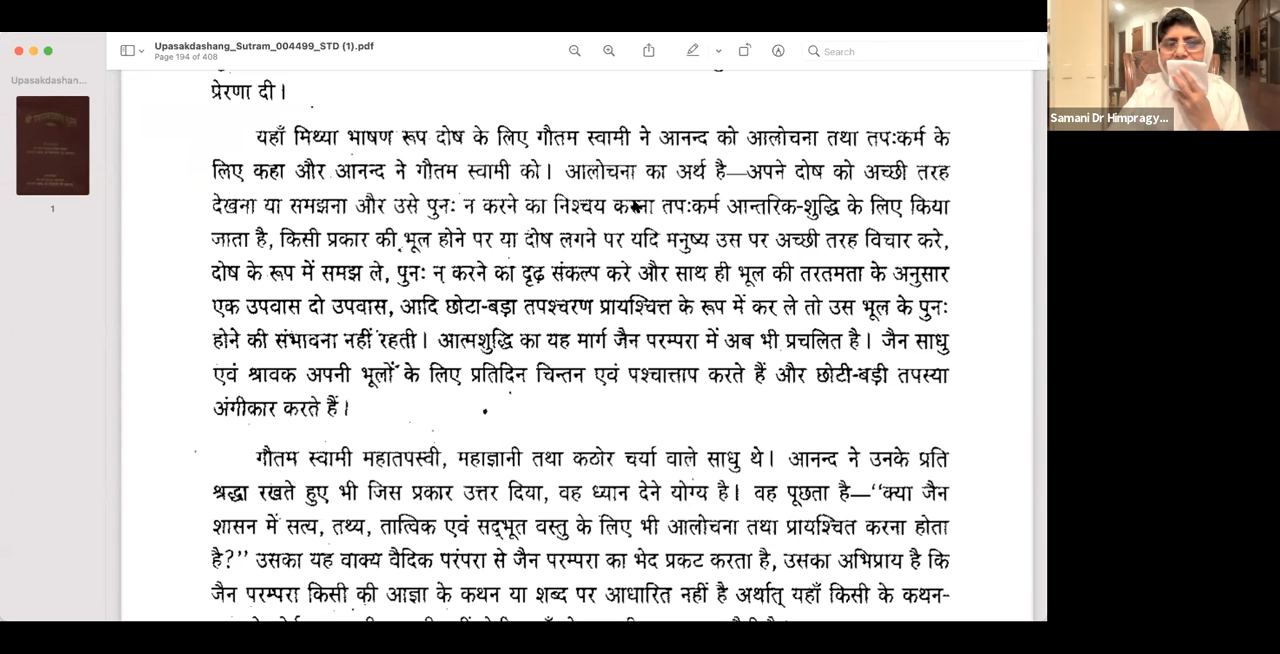 Upasakdashang_Sutram_004499_STD (1).pdf
Page 194 of 408
Search
Upasakdashan...
1
Samani Dr Himpragy...
प्रेरणा दी।
यहाँ मिथ्या भाषण रूप दोष के लिए गौतम स्वामी ने आनन्द को आलोचना तथा तपःकर्म के
लिए कहा और आनन्द ने गौतम स्वामी को। आलोचना का अर्थ है—अपने दोष को अच्छी तरह
देखना या समझना और उसे पुनः न करने का निश्चय करना तपःकर्म आन्तरिक-शुद्धि के लिए किया
जाता है, किसी प्रकार की भूल होने पर या दोष लगने पर यदि मनुष्य उस पर अच्छी तरह विचार करे,
दोष के रूप में समझ ले, पुनः न करने का दृढ़ संकल्प करे और साथ ही भूल की तरतमता के अनुसार
एक उपवास दो उपवास, आदि छोटा-बड़ा तपश्चरण प्रायश्चित्त के रूप में कर ले तो उस भूल के पुनः
होने की संभावना नहीं रहती। आत्मशुद्धि का यह मार्ग जैन परम्परा में अब भी प्रचलित है। जैन साधु
एवं श्रावक अपनी भूलों के लिए प्रतिदिन चिन्तन एवं पश्चात्ताप करते हैं और छोटी-बड़ी तपस्या
अंगीकार करते हैं।
गौतम स्वामी महातपस्वी, महाज्ञानी तथा कठोर चर्या वाले साधु थे। आनन्द ने उनके प्रति
श्रद्धा रखते हुए भी जिस प्रकार उत्तर दिया, वह ध्यान देने योग्य है। वह पूछता है—‘‘क्या जैन
शासन में सत्य, तथ्य, तात्विक एवं सद्भूत वस्तु के लिए भी आलोचना तथा प्रायश्चित करना होता
है?’’ उसका यह वाक्य वैदिक परंपरा से जैन परम्परा का भेद प्रकट करता है, उसका अभिप्राय है कि
जैन परम्परा किसी की आज्ञा के कथन या शब्द पर आधारित नहीं है अर्थात् यहाँ किसी के कथन-